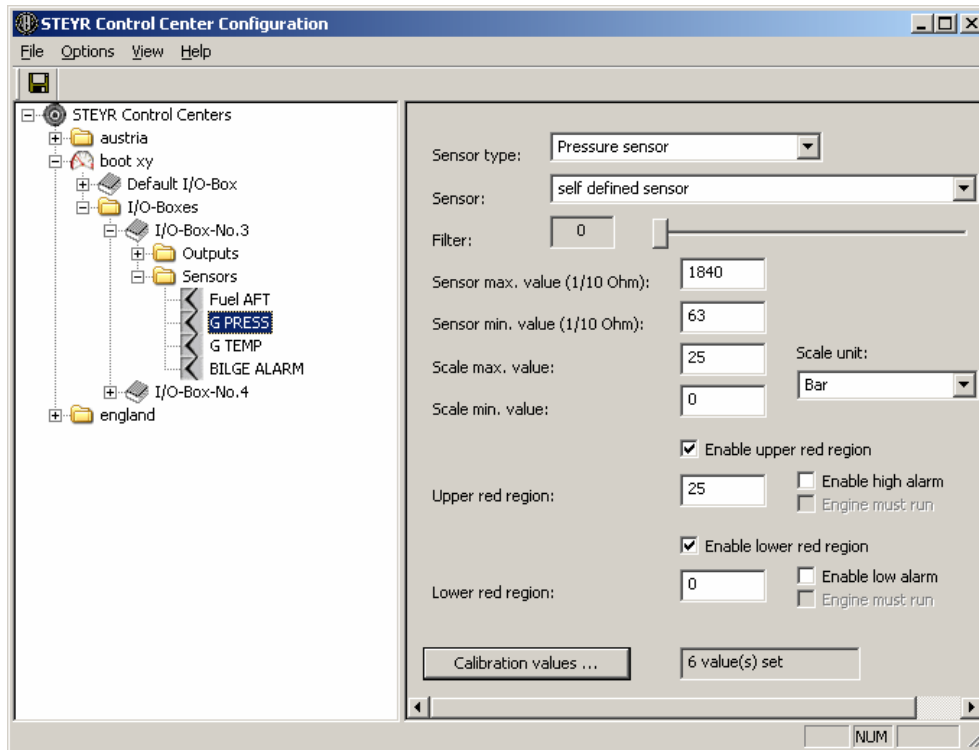 STEYR Control Center Configuration
File Options View Help
STEYR Control Centers
austria
boot xy
Default I/O-Box
I/O-Boxes
I/O-Box-No.3
Outputs
Sensors
Fuel AFT
G PRESS
G TEMP
BILGE ALARM
I/O-Box-No.4
england
Sensor type: Pressure sensor
Sensor: self defined sensor
Filter: 0
Sensor max. value (1/10 Ohm): 1840
Sensor min. value (1/10 Ohm): 63
Scale max. value: 25 Scale unit:
Bar
Scale min. value: 0
Enable upper red region
Upper red region: 25 Enable high alarm
Engine must run
Enable lower red region
Lower red region: 0 Enable low alarm
Engine must run
Calibration values ... 6 value(s) set
NUM